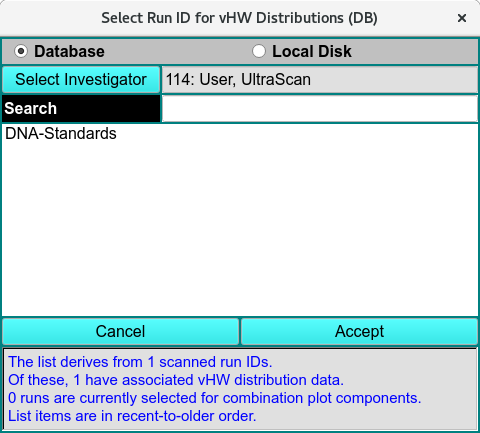 Select Run ID for vHW Distributions (DB)
Database Local Disk
Select Investigator 114: User, UltraScan
Search
DNA-Standards
Cancel Accept
The list derives from 1 scanned run IDs.
Of these, 1 have associated vHW distribution data.
0 runs are currently selected for combination plot components.
List items are in recent-to-older order.